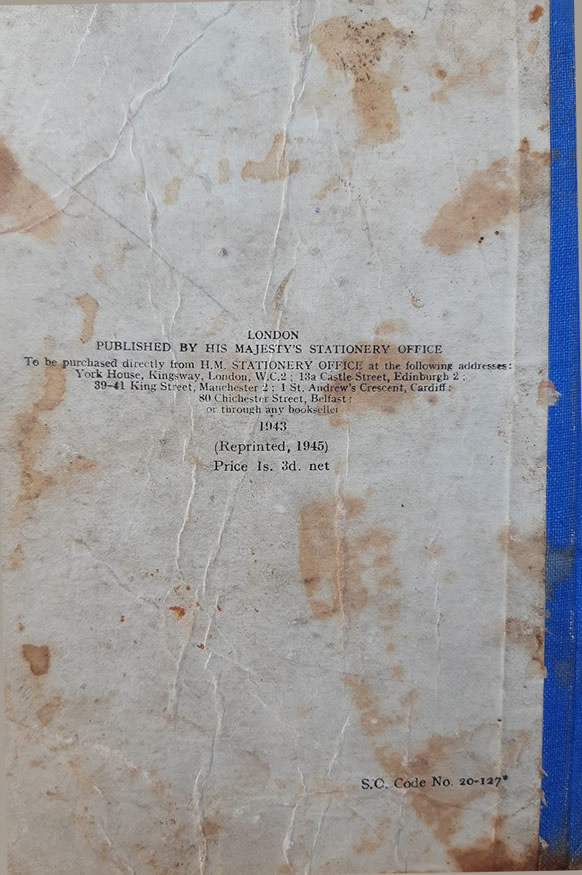 LONDON
PUBLISHED BY HIS MAJESTY'S STATIONERY OFFICE
To be purchased directly from H.M. STATIONERY OFFICE at the following addresses:
York House, Kingsway, London, W.C.2; 13a Castle Street, Edinburgh 2;
39-41 King Street, Manchester 2; 1 St. Andrew's Crescent, Cardiff;
80 Chichester Street, Belfast;
or through any bookseller
1943
(Reprinted, 1945)
Price 1s. 3d. net
S.O. Code No. 20-127*